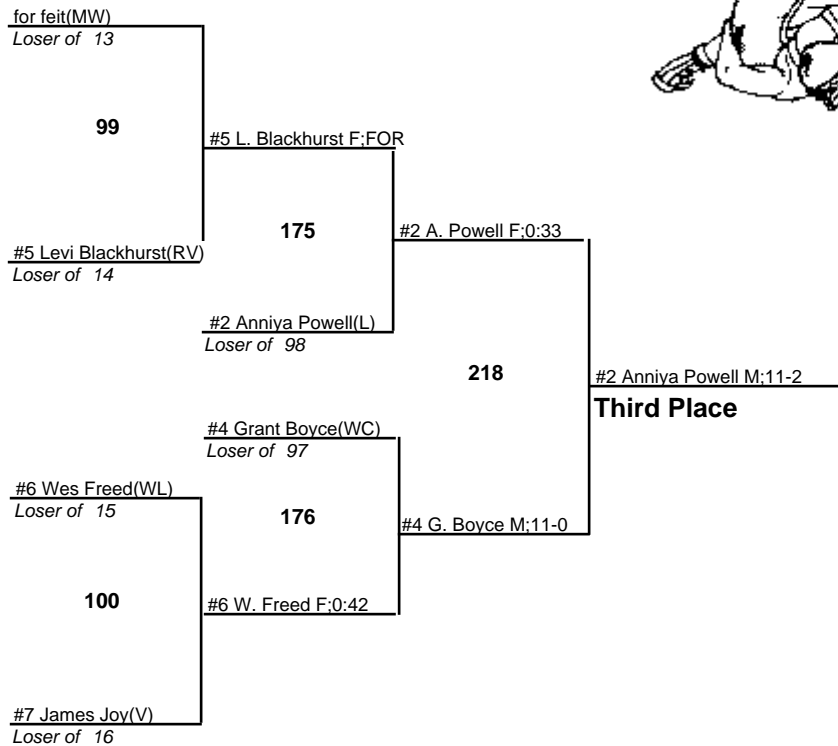 for feit(MW)
Loser of 13
99
#5 L. Blackhurst F;FOR
175
#2 A. Powell F;0:33
#5 Levi Blackhurst(RV)
Loser of 14
#2 Anniya Powell(L)
Loser of 98
218
#2 Anniya Powell M;11-2
Third Place
#4 Grant Boyce(WC)
Loser of 97
#6 Wes Freed(WL)
Loser of 15
176
#4 G. Boyce M;11-0
100
#6 W. Freed F;0:42
#7 James Joy(V)
Loser of 16